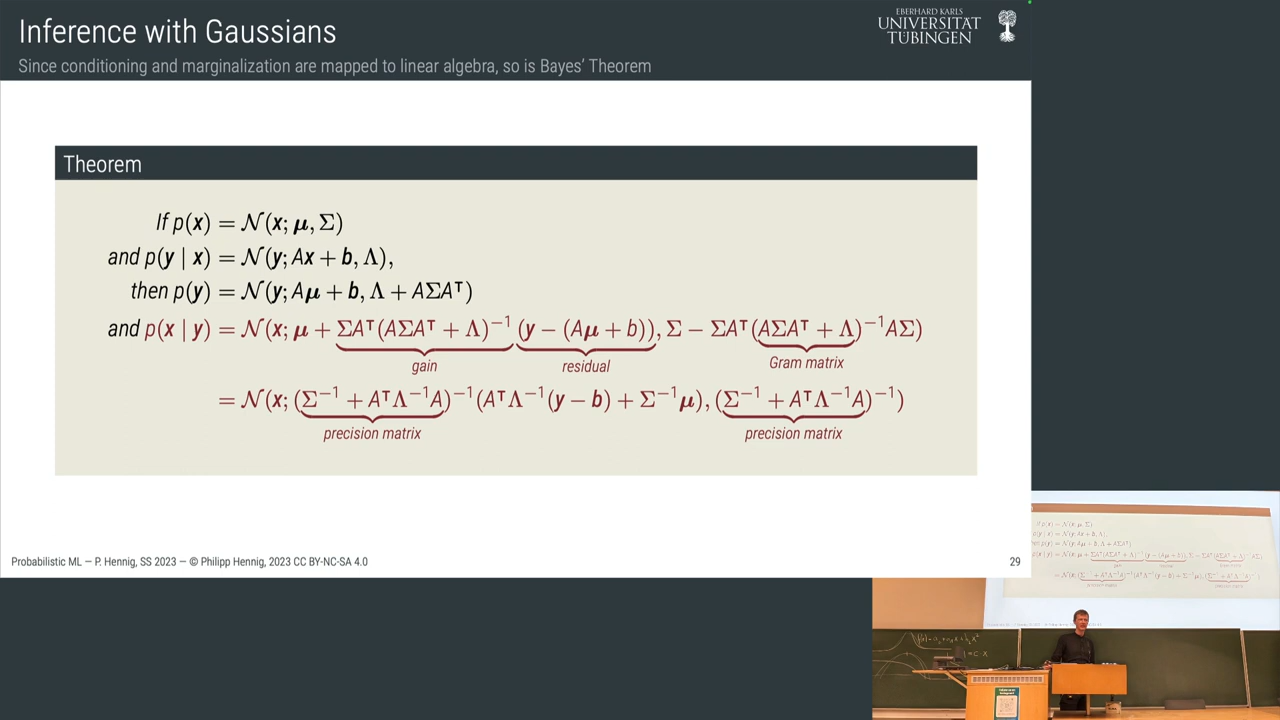 Inference with Gaussians
Since conditioning and marginalization are mapped to linear algebra, so is Bayes’ Theorem
EBERHARD KARLS
UNIVERSITÄT
TÜBINGEN
Theorem
If p(x) = 𝒩(x; μ, Σ)
and p(y | x) = 𝒩(y; Ax + b, Λ),
then p(y) = 𝒩(y; Aμ + b, Λ + AΣAᵀ)
and p(x | y) = 𝒩(x; μ + ΣAᵀ(AΣAᵀ + Λ)⁻¹ (y − (Aμ + b)), Σ − ΣAᵀ(AΣAᵀ + Λ)⁻¹AΣ)
gain residual Gram matrix
= 𝒩(x; (Σ⁻¹ + AᵀΛ⁻¹A)⁻¹(AᵀΛ⁻¹(y − b) + Σ⁻¹μ), (Σ⁻¹ + AᵀΛ⁻¹A)⁻¹)
precision matrix precision matrix
Probabilistic ML — P. Hennig, SS 2023 — © Philipp Hennig, 2023 CC BY-NC-SA 4.0
29